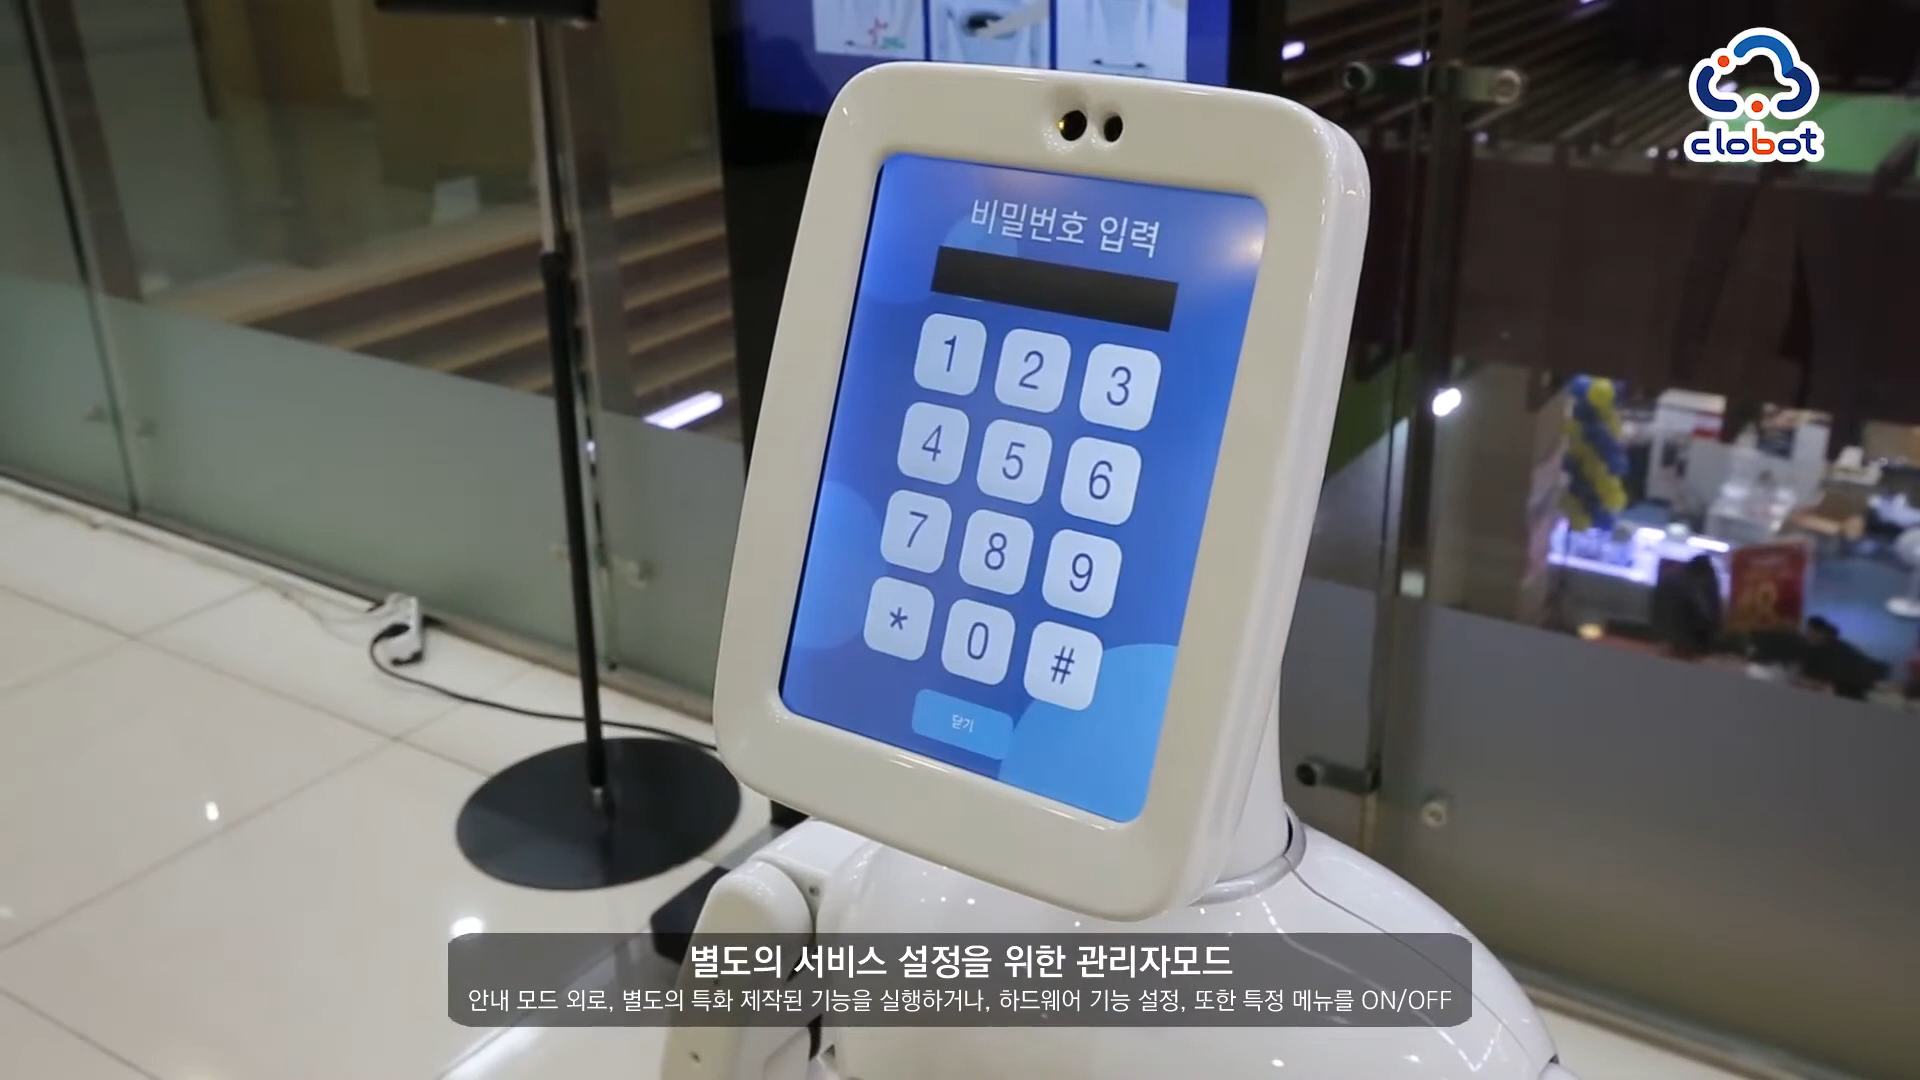 clobot
비밀번호 입력
1 2 3
4 5 6
7 8 9
* 0 #
닫기
별도의 서비스 설정을 위한 관리자모드
안내 모드 외로, 별도의 특화 제작된 기능을 실행하거나, 하드웨어 기능 설정, 또한 특정 메뉴를 ON/OFF